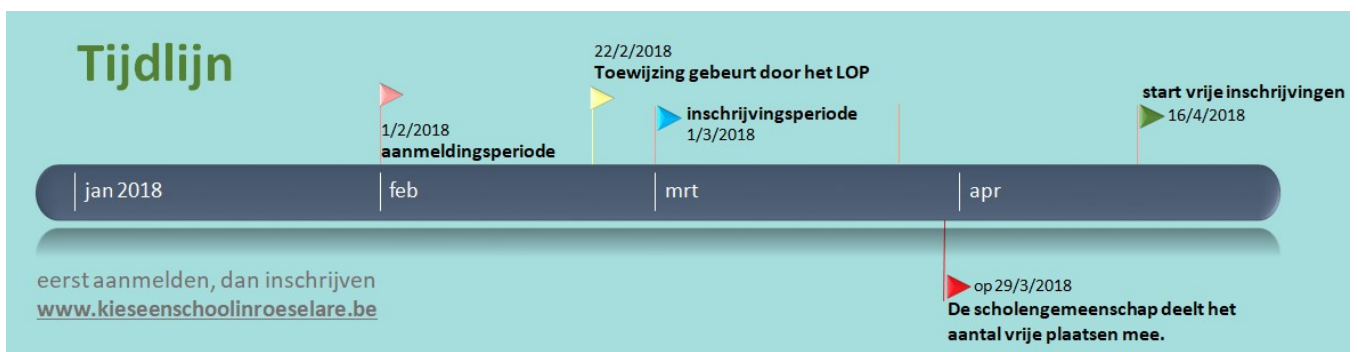 Tijdlijn
22/2/2018
Toewijzing gebeurt door het LOP
start vrije inschrijvingen
16/4/2018
inschrijvingsperiode
1/3/2018
1/2/2018
aanmeldingsperiode
jan 2018
feb
mrt
apr
eerst aanmelden, dan inschrijven
www.kieseenschoolinroeselare.be
op 29/3/2018
De scholengemeenschap deelt het
aantal vrije plaatsen mee.